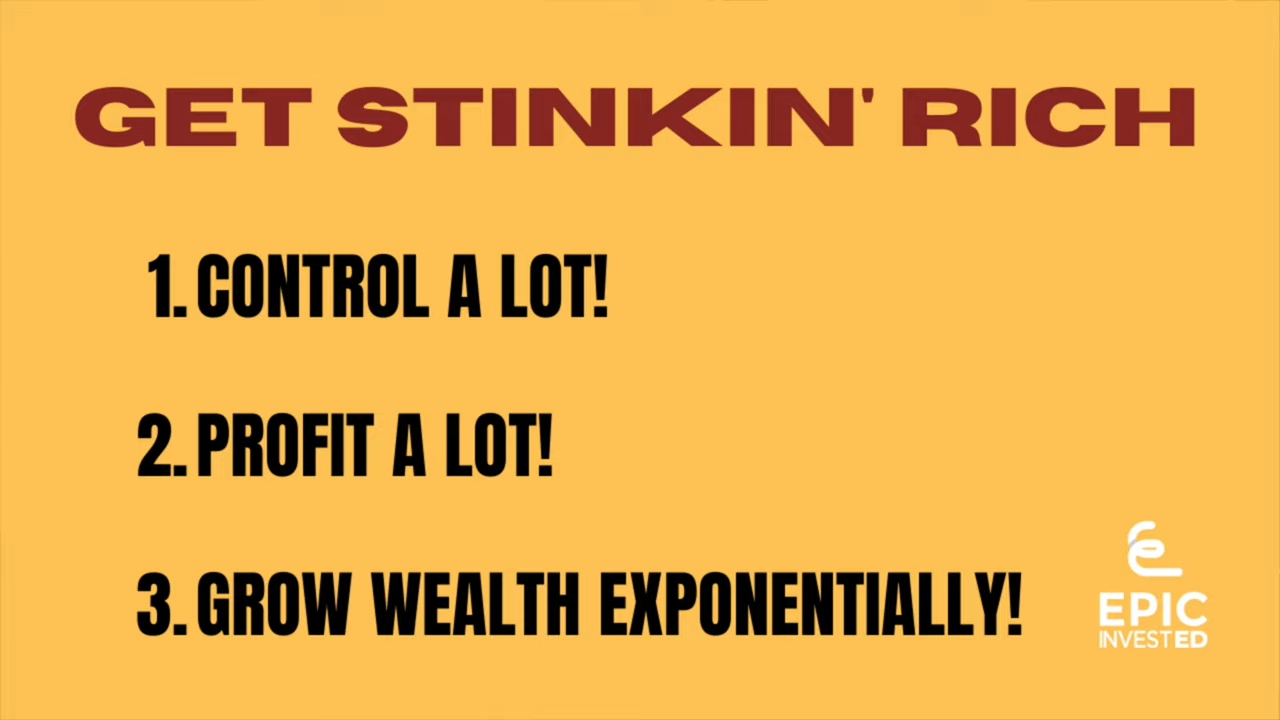 GET STINKIN' RICH
1. CONTROL A LOT!
2. PROFIT A LOT!
3. GROW WEALTH EXPONENTIALLY!
EPIC
INVESTED